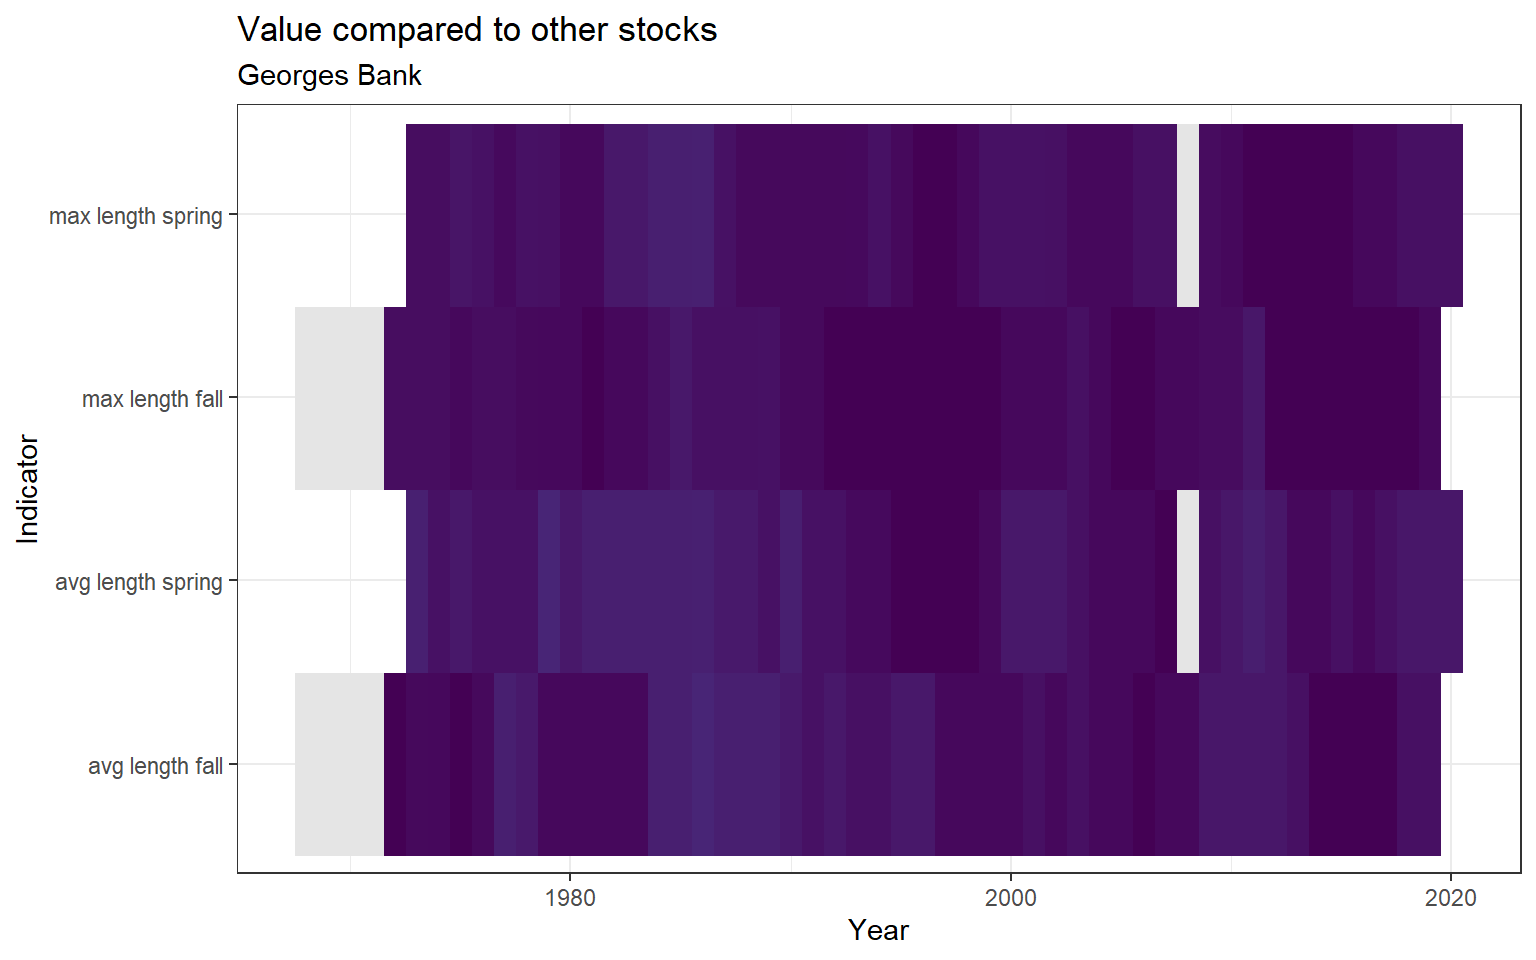 Value compared to other stocks
Georges Bank
max length spring
max length fall
avg length spring
avg length fall
Indicator
1980
2000
2020
Year